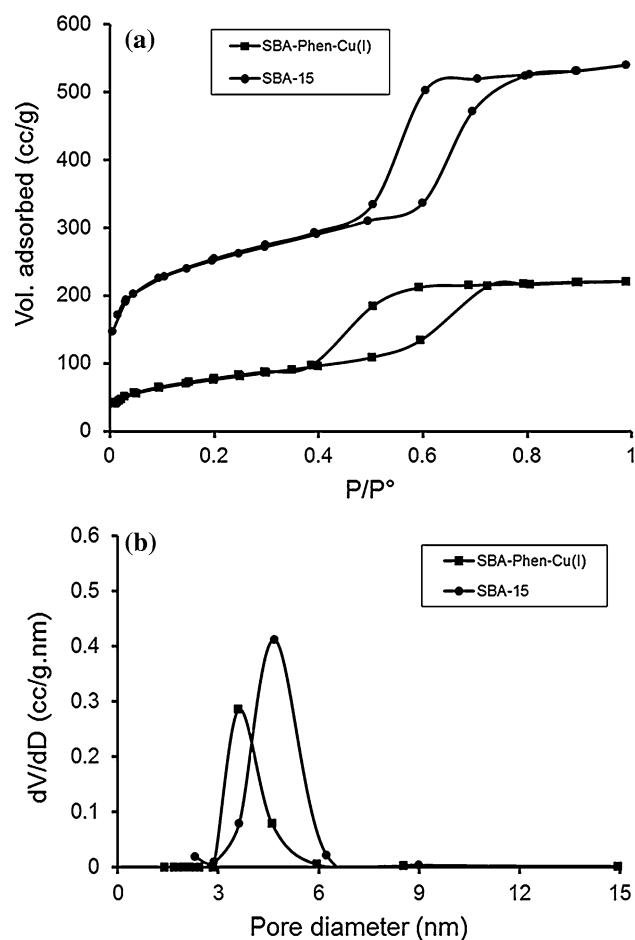 (a)
SBA-Phen-Cu(I)
SBA-15
600
500
400
300
200
100
0
Vol. adsorbed (cc/g)
0 0.2 0.4 0.6 0.8 1
P/P°
(b)
SBA-Phen-Cu(I)
SBA-15
0.6
0.5
0.4
0.3
0.2
0.1
0
dV/dD (cc/g.nm)
0 3 6 9 12 15
Pore diameter (nm)